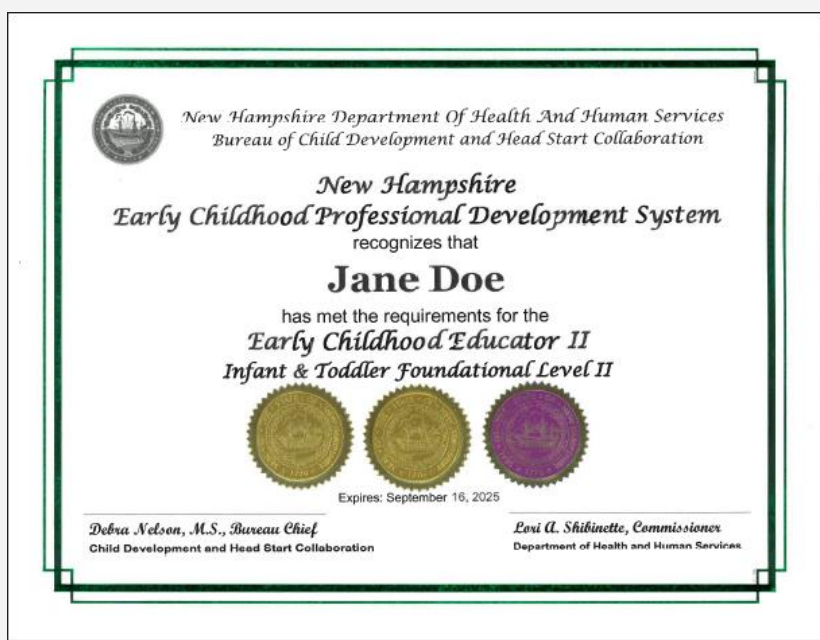 New Hampshire Department Of Health And Human Services
Bureau of Child Development and Head Start Collaboration
New Hampshire
Early Childhood Professional Development System
recognizes that
Jane Doe
has met the requirements for the
Early Childhood Educator II
Infant & Toddler Foundational Level II
Expires: September 16, 2025
Debra Nelson, M.S., Bureau Chief
Child Development and Head Start Collaboration
Lori A. Shibinette, Commissioner
Department of Health and Human Services